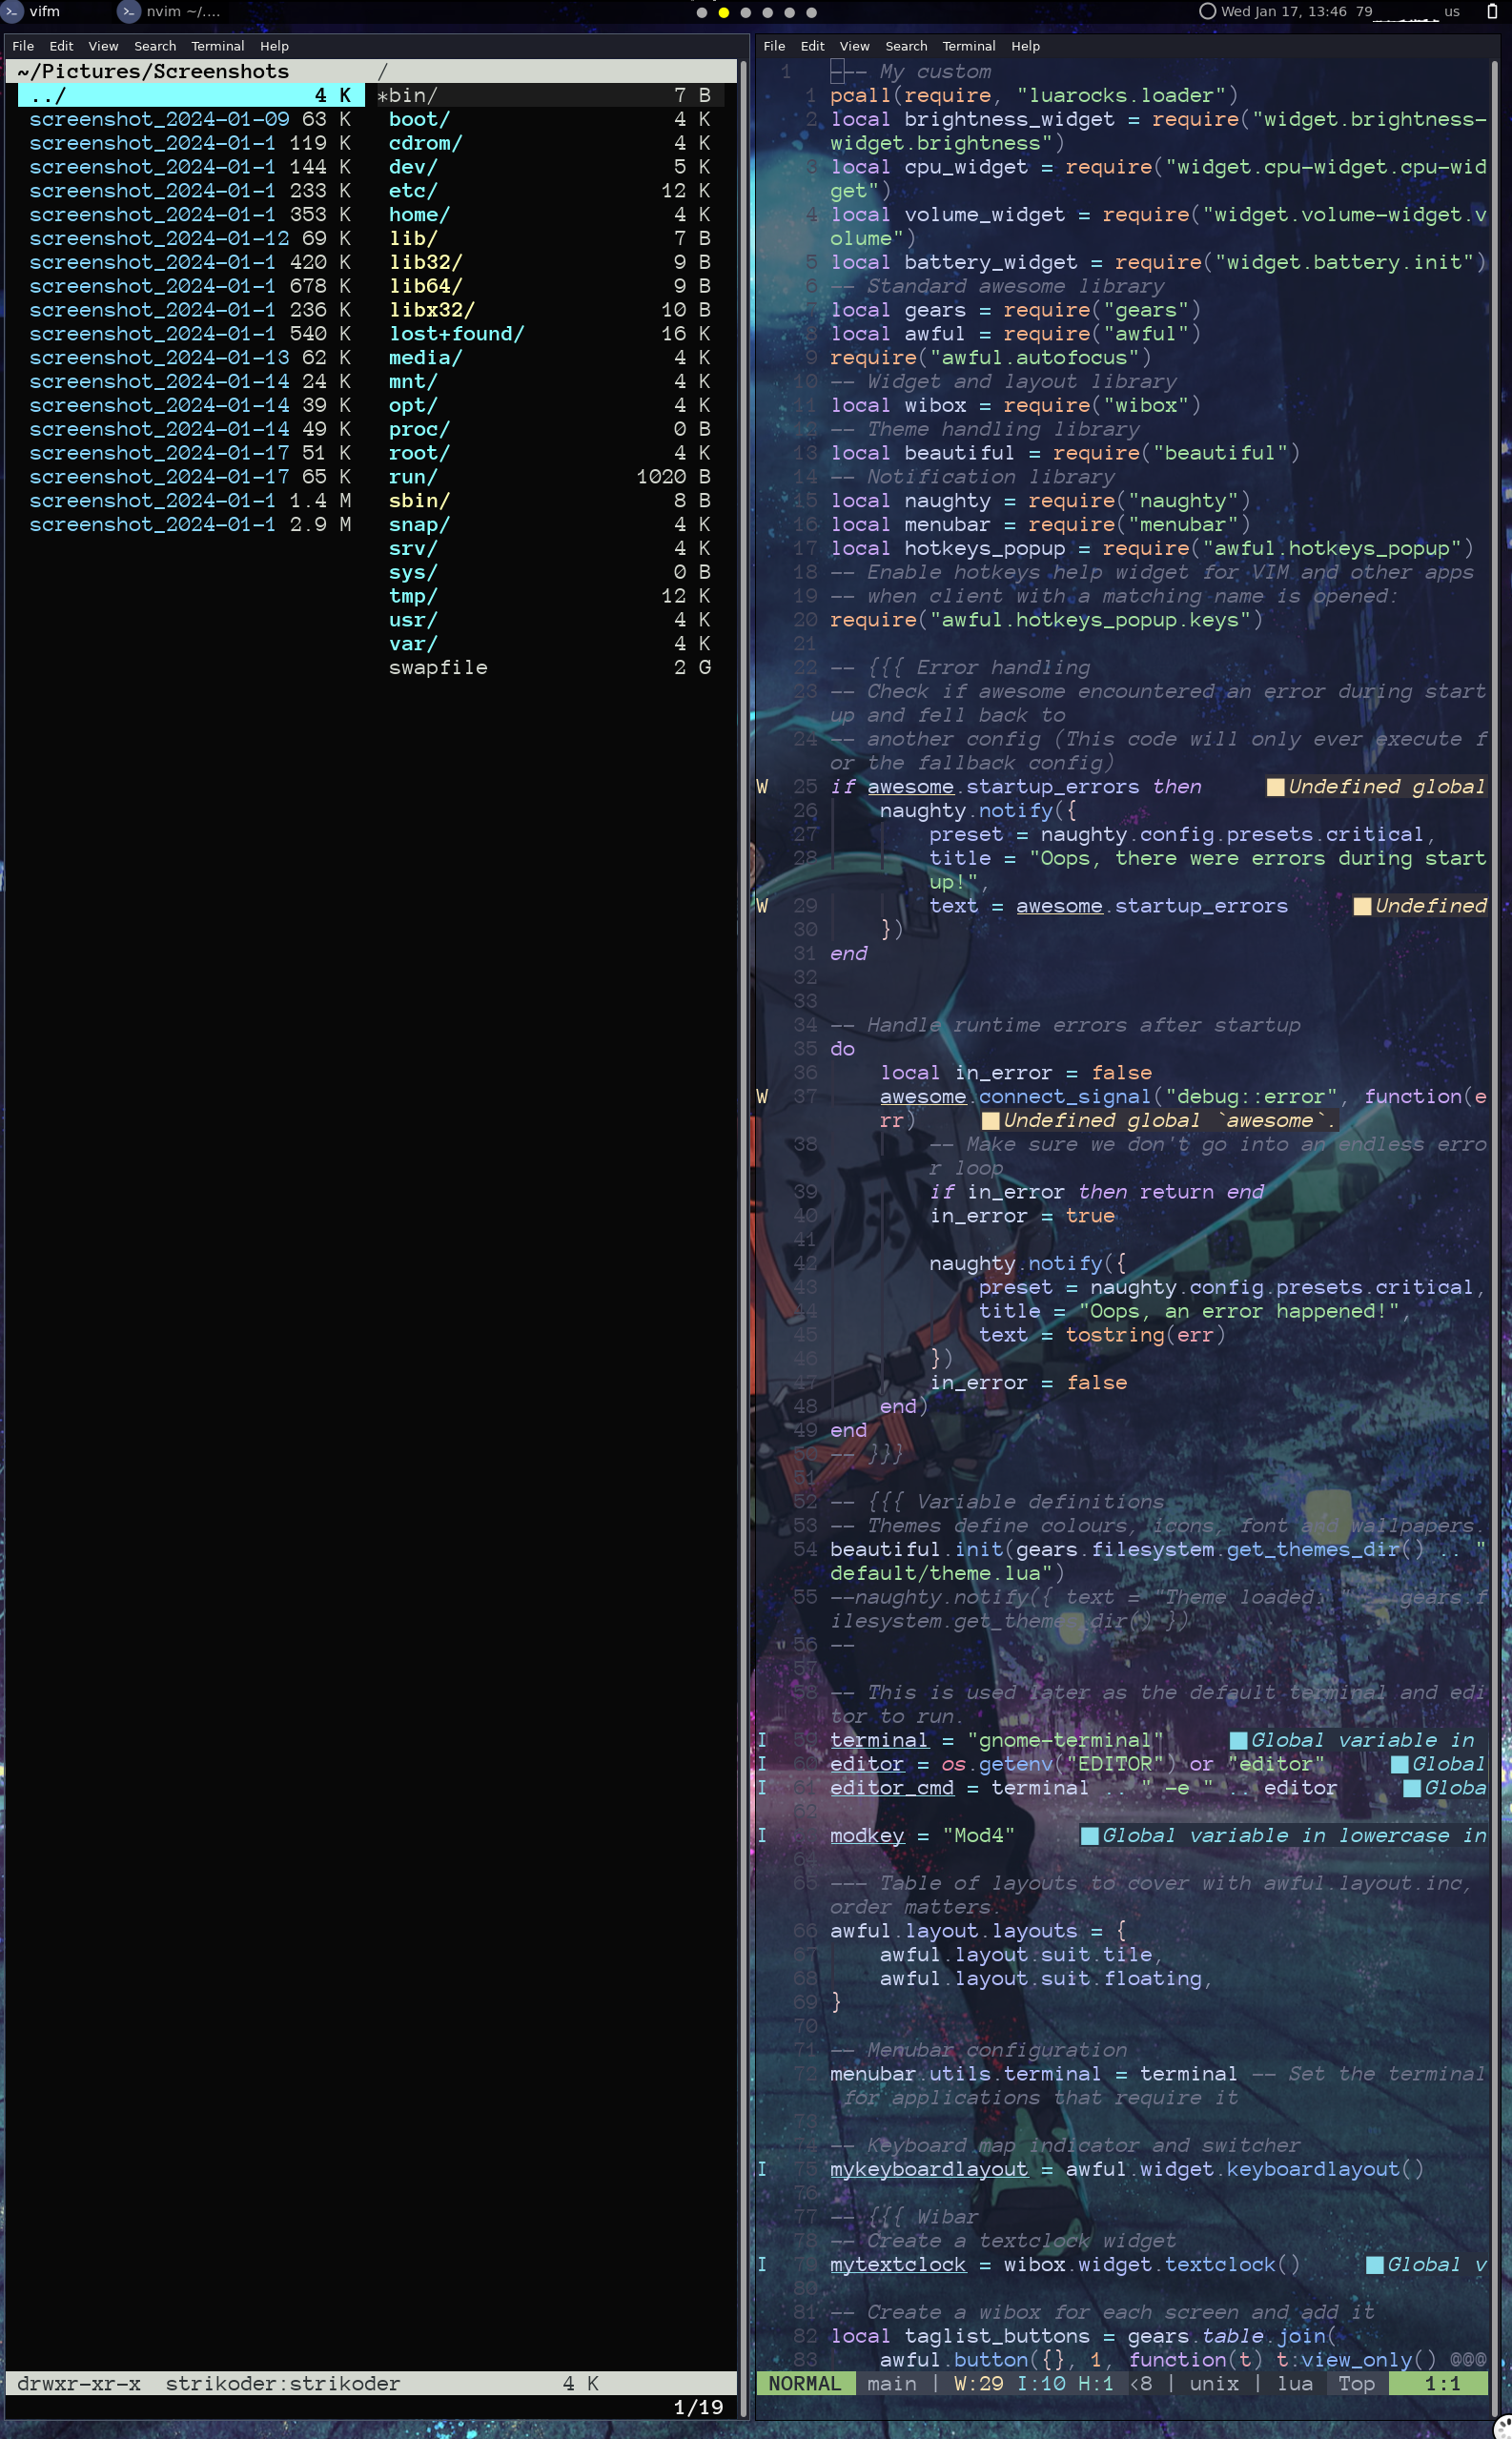 vifm
nvim ~/....
Wed Jan 17, 13:46 79
us
File Edit View Search Terminal Help
~/Pictures/Screenshots
../ 4 K
screenshot_2024-01-09 63 K
screenshot_2024-01-1 119 K
screenshot_2024-01-1 144 K
screenshot_2024-01-1 233 K
screenshot_2024-01-1 353 K
screenshot_2024-01-12 69 K
screenshot_2024-01-1 420 K
screenshot_2024-01-1 678 K
screenshot_2024-01-1 236 K
screenshot_2024-01-1 540 K
screenshot_2024-01-13 62 K
screenshot_2024-01-14 24 K
screenshot_2024-01-14 39 K
screenshot_2024-01-14 49 K
screenshot_2024-01-17 51 K
screenshot_2024-01-17 65 K
screenshot_2024-01-1 1.4 M
screenshot_2024-01-1 2.9 M
/
*bin/ 7 B
boot/ 4 K
cdrom/ 4 K
dev/ 5 K
etc/ 12 K
home/ 4 K
lib/ 7 B
lib32/ 9 B
lib64/ 9 B
libx32/ 10 B
lost+found/ 16 K
media/ 4 K
mnt/ 4 K
opt/ 4 K
proc/ 0 B
root/ 4 K
run/ 1020 B
sbin/ 8 B
snap/ 4 K
srv/ 4 K
sys/ 0 B
tmp/ 12 K
usr/ 4 K
var/ 4 K
swapfile 2 G
drwxr-xr-x strikoder:strikoder 4 K
1/19
File Edit View Search Terminal Help
1 --- My custom
1 pcall(require, "luarocks.loader")
2 local brightness_widget = require("widget.brightness-
widget.brightness")
3 local cpu_widget = require("widget.cpu-widget.cpu-wid
get")
4 local volume_widget = require("widget.volume-widget.v
olume")
5 local battery_widget = require("widget.battery.init")
6 -- Standard awesome library
7 local gears = require("gears")
8 local awful = require("awful")
9 require("awful.autofocus")
10 -- Widget and layout library
11 local wibox = require("wibox")
12 -- Theme handling library
13 local beautiful = require("beautiful")
14 -- Notification library
15 local naughty = require("naughty")
16 local menubar = require("menubar")
17 local hotkeys_popup = require("awful.hotkeys_popup")
18 -- Enable hotkeys help widget for VIM and other apps
19 -- when client with a matching name is opened:
20 require("awful.hotkeys_popup.keys")
21
22 -- {{{ Error handling
23 -- Check if awesome encountered an error during start
up and fell back to
24 -- another config (This code will only ever execute f
or the fallback config)
W 25 if awesome.startup_errors then ■Undefined global
26 naughty.notify({
27 preset = naughty.config.presets.critical,
28 title = "Oops, there were errors during start
up!",
W 29 text = awesome.startup_errors ■Undefined
30 })
31 end
32
33
34 -- Handle runtime errors after startup
35 do
36 local in_error = false
W 37 awesome.connect_signal("debug::error", function(e
rr) ■Undefined global `awesome`.
38 -- Make sure we don't go into an endless erro
r loop
39 if in_error then return end
40 in_error = true
41
42 naughty.notify({
43 preset = naughty.config.presets.critical,
44 title = "Oops, an error happened!",
45 text = tostring(err)
46 })
47 in_error = false
48 end)
49 end
50 -- }}}
51
52 -- {{{ Variable definitions
53 -- Themes define colours, icons, font and wallpapers.
54 beautiful.init(gears.filesystem.get_themes_dir() .. "
default/theme.lua")
55 --naughty.notify({ text = "Theme loaded: " .. gears.f
ilesystem.get_themes_dir() })
56 --
57
58 -- This is used later as the default terminal and edi
tor to run.
I 59 terminal = "gnome-terminal" ■Global variable in
I 60 editor = os.getenv("EDITOR") or "editor" ■Global
I 61 editor_cmd = terminal .. " -e " .. editor ■Globa
62
I 63 modkey = "Mod4" ■Global variable in lowercase in
64
65 --- Table of layouts to cover with awful.layout.inc,
order matters.
66 awful.layout.layouts = {
67 awful.layout.suit.tile,
68 awful.layout.suit.floating,
69 }
70
71 -- Menubar configuration
72 menubar.utils.terminal = terminal -- Set the terminal
for applications that require it
73
74 -- Keyboard map indicator and switcher
I 75 mykeyboardlayout = awful.widget.keyboardlayout()
76
77 -- {{{ Wibar
78 -- Create a textclock widget
I 79 mytextclock = wibox.widget.textclock() ■Global v
80
81 -- Create a wibox for each screen and add it
82 local taglist_buttons = gears.table.join(
83 awful.button({}, 1, function(t) t:view_only() @@@
NORMAL main | W:29 I:10 H:1 <8 | unix | lua Top 1:1
滅